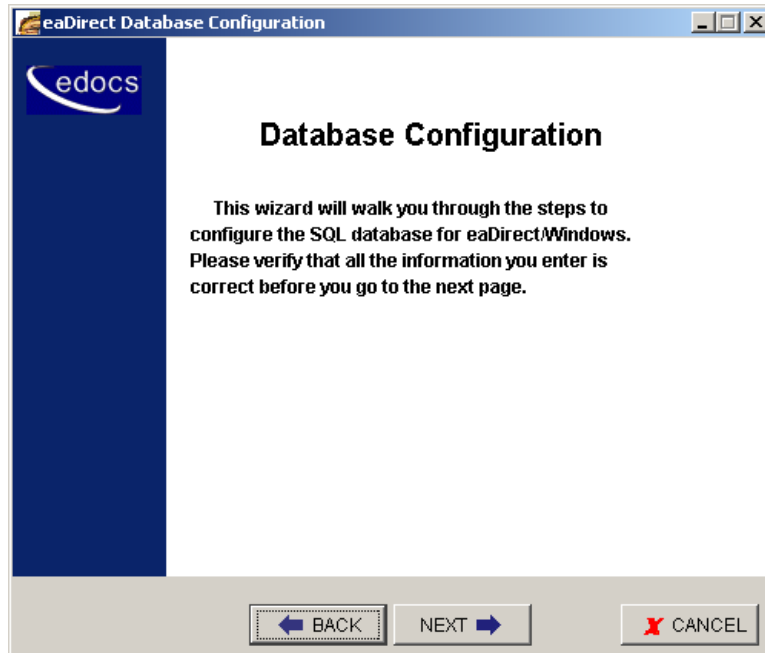 eaDirect Database Configuration
edocs
Database Configuration
This wizard will walk you through the steps to
configure the SQL database for eaDirect/Windows.
Please verify that all the information you enter is
correct before you go to the next page.
BACK NEXT CANCEL